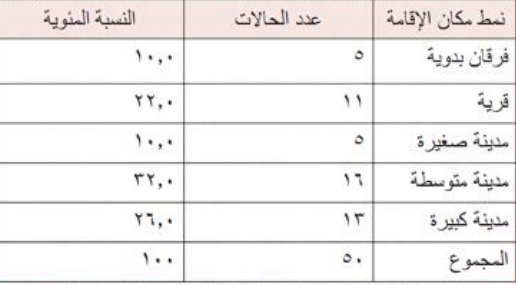 نمط مكان الإقامة عدد الحالات النسبة المئوية
فرقان بدوية ٥ ١٠,٠
قرية ١١ ٢٢,٠
مدينة صغيرة ٥ ١٠,٠
مدينة متوسطة ١٦ ٣٢,٠
مدينة كبيرة ١٣ ٢٦,٠
المجموع ٥٠ ١٠٠